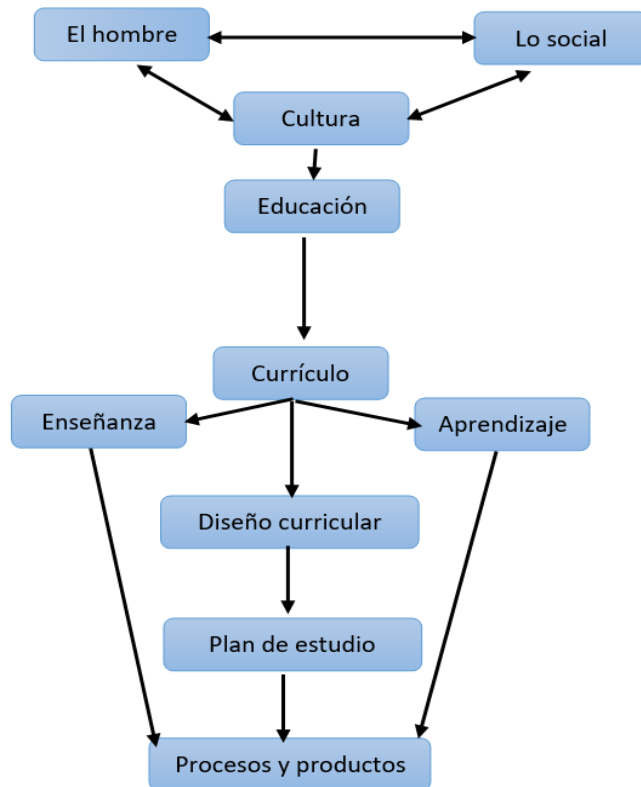 El hombre
Lo social
Cultura
Educación
Currículo
Enseñanza
Aprendizaje
Diseño curricular
Plan de estudio
Procesos y productos